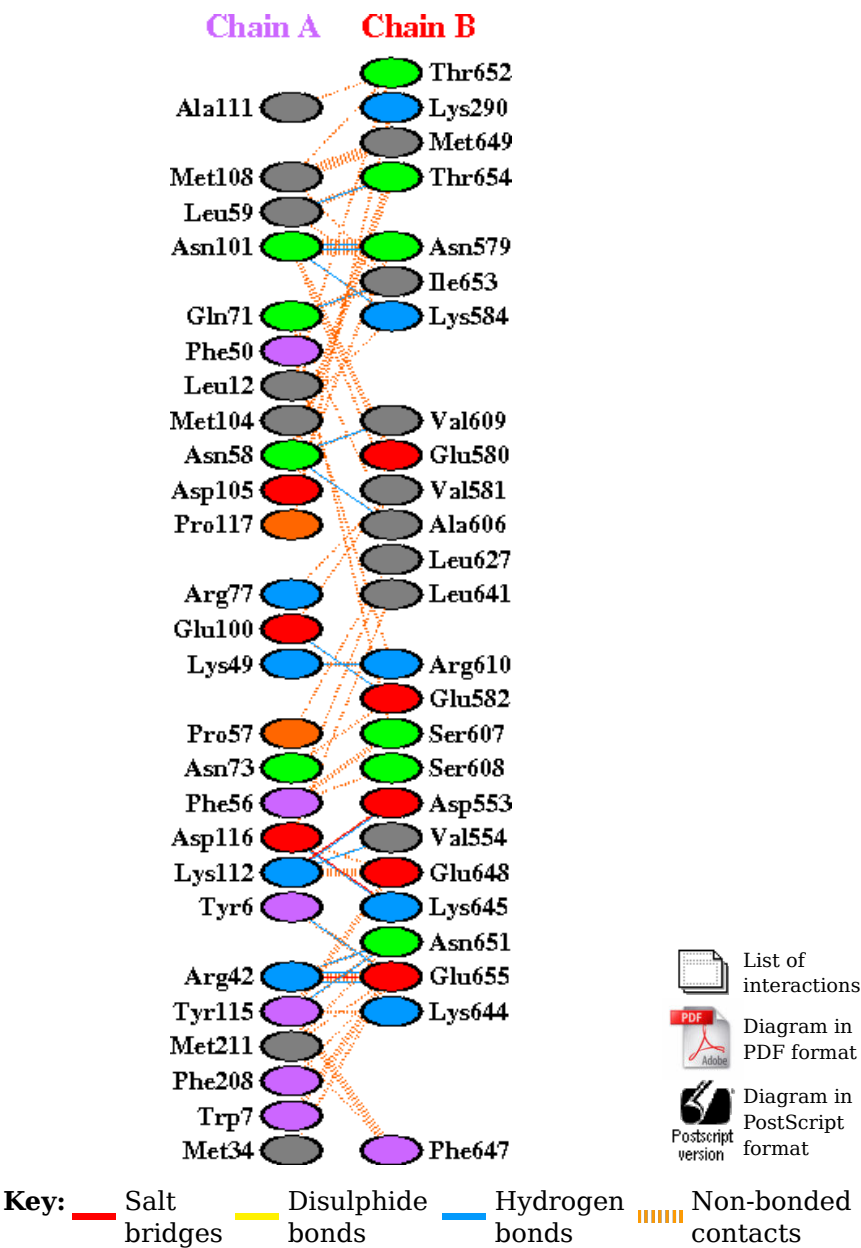 Chain A Chain B
Thr652
Ala111 Lys290
Met649
Met108 Thr654
Leu59
Asn101 Asn579
Ile653
Gln71 Lys584
Phe50
Leu12
Met104 Val609
Asn58 Glu580
Asp105 Val581
Pro117 Ala606
Leu627
Arg77 Leu641
Glu100
Lys49 Arg610
Glu582
Pro57 Ser607
Asn73 Ser608
Phe56 Asp553
Asp116 Val554
Lys112 Glu648
Tyr6 Lys645
Asn651
Arg42 Glu655
Tyr115 Lys644
Met211
Phe208
Trp7
Met34 Phe647
List of
interactions
PDF
Adobe
Diagram in
PDF format
Postscript
version
Diagram in
PostScript
format
Key: Salt bridges
Disulphide bonds
Hydrogen bonds
Non-bonded contacts